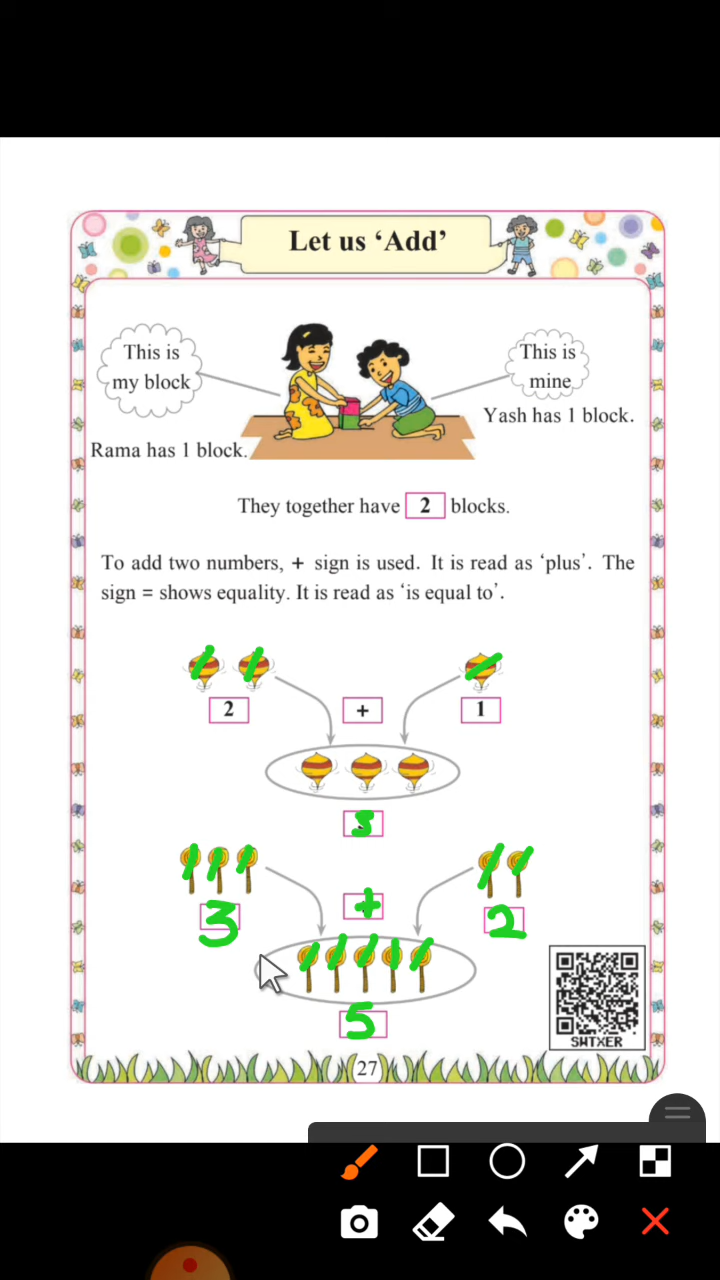 Let us ‘Add’
This is
my block
This is
mine
Yash has 1 block.
Rama has 1 block.
They together have 2 blocks.
To add two numbers, + sign is used. It is read as ‘plus’. The
sign = shows equality. It is read as ‘is equal to’.
2 + 1
3 + 2
5
SWTXER
27